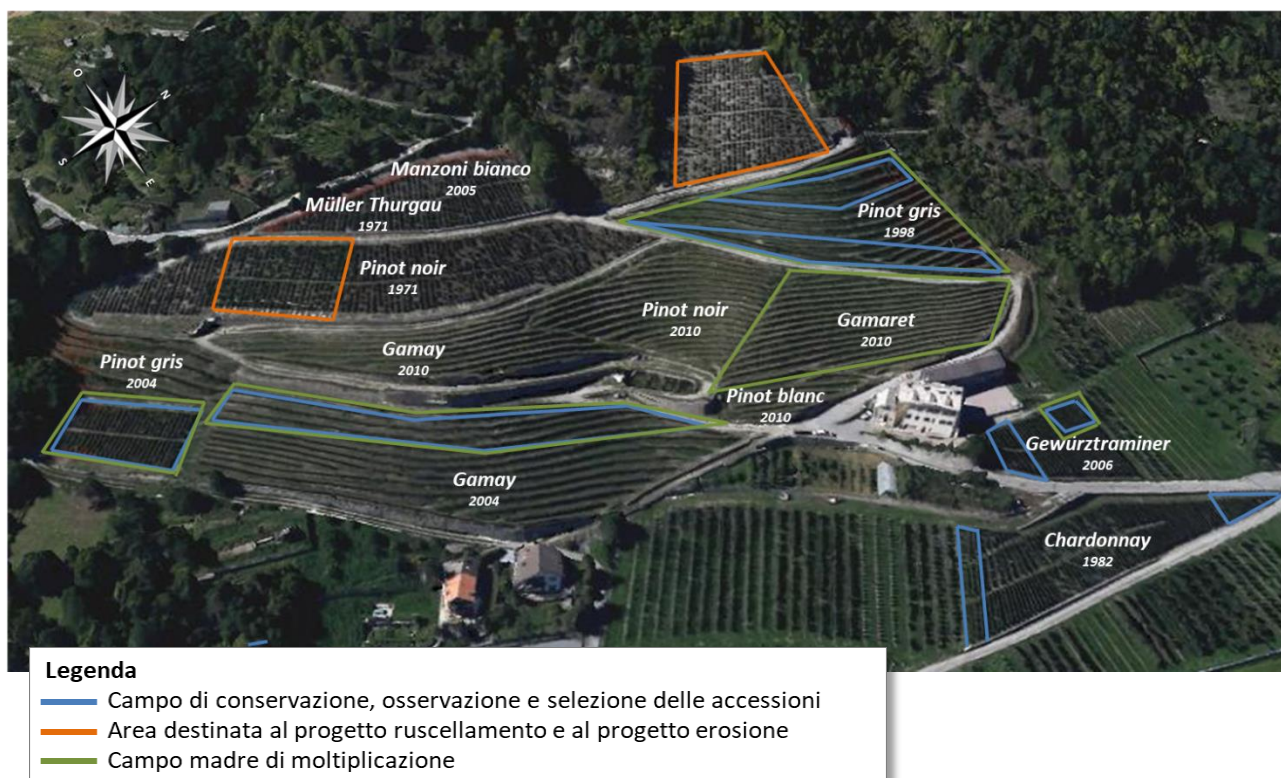 O
N
S
E
Manzoni bianco
2005
Müller Thurgau
1971
Pinot gris
1998
Pinot noir
1971
Pinot noir
2010
Gamaret
2010
Gamay
2010
Pinot gris
2004
Pinot blanc
2010
Gewürztraminer
2006
Gamay
2004
Chardonnay
1982
Legenda
Campo di conservazione, osservazione e selezione delle accessioni
Area destinata al progetto ruscellamento e al progetto erosione
Campo madre di moltiplicazione